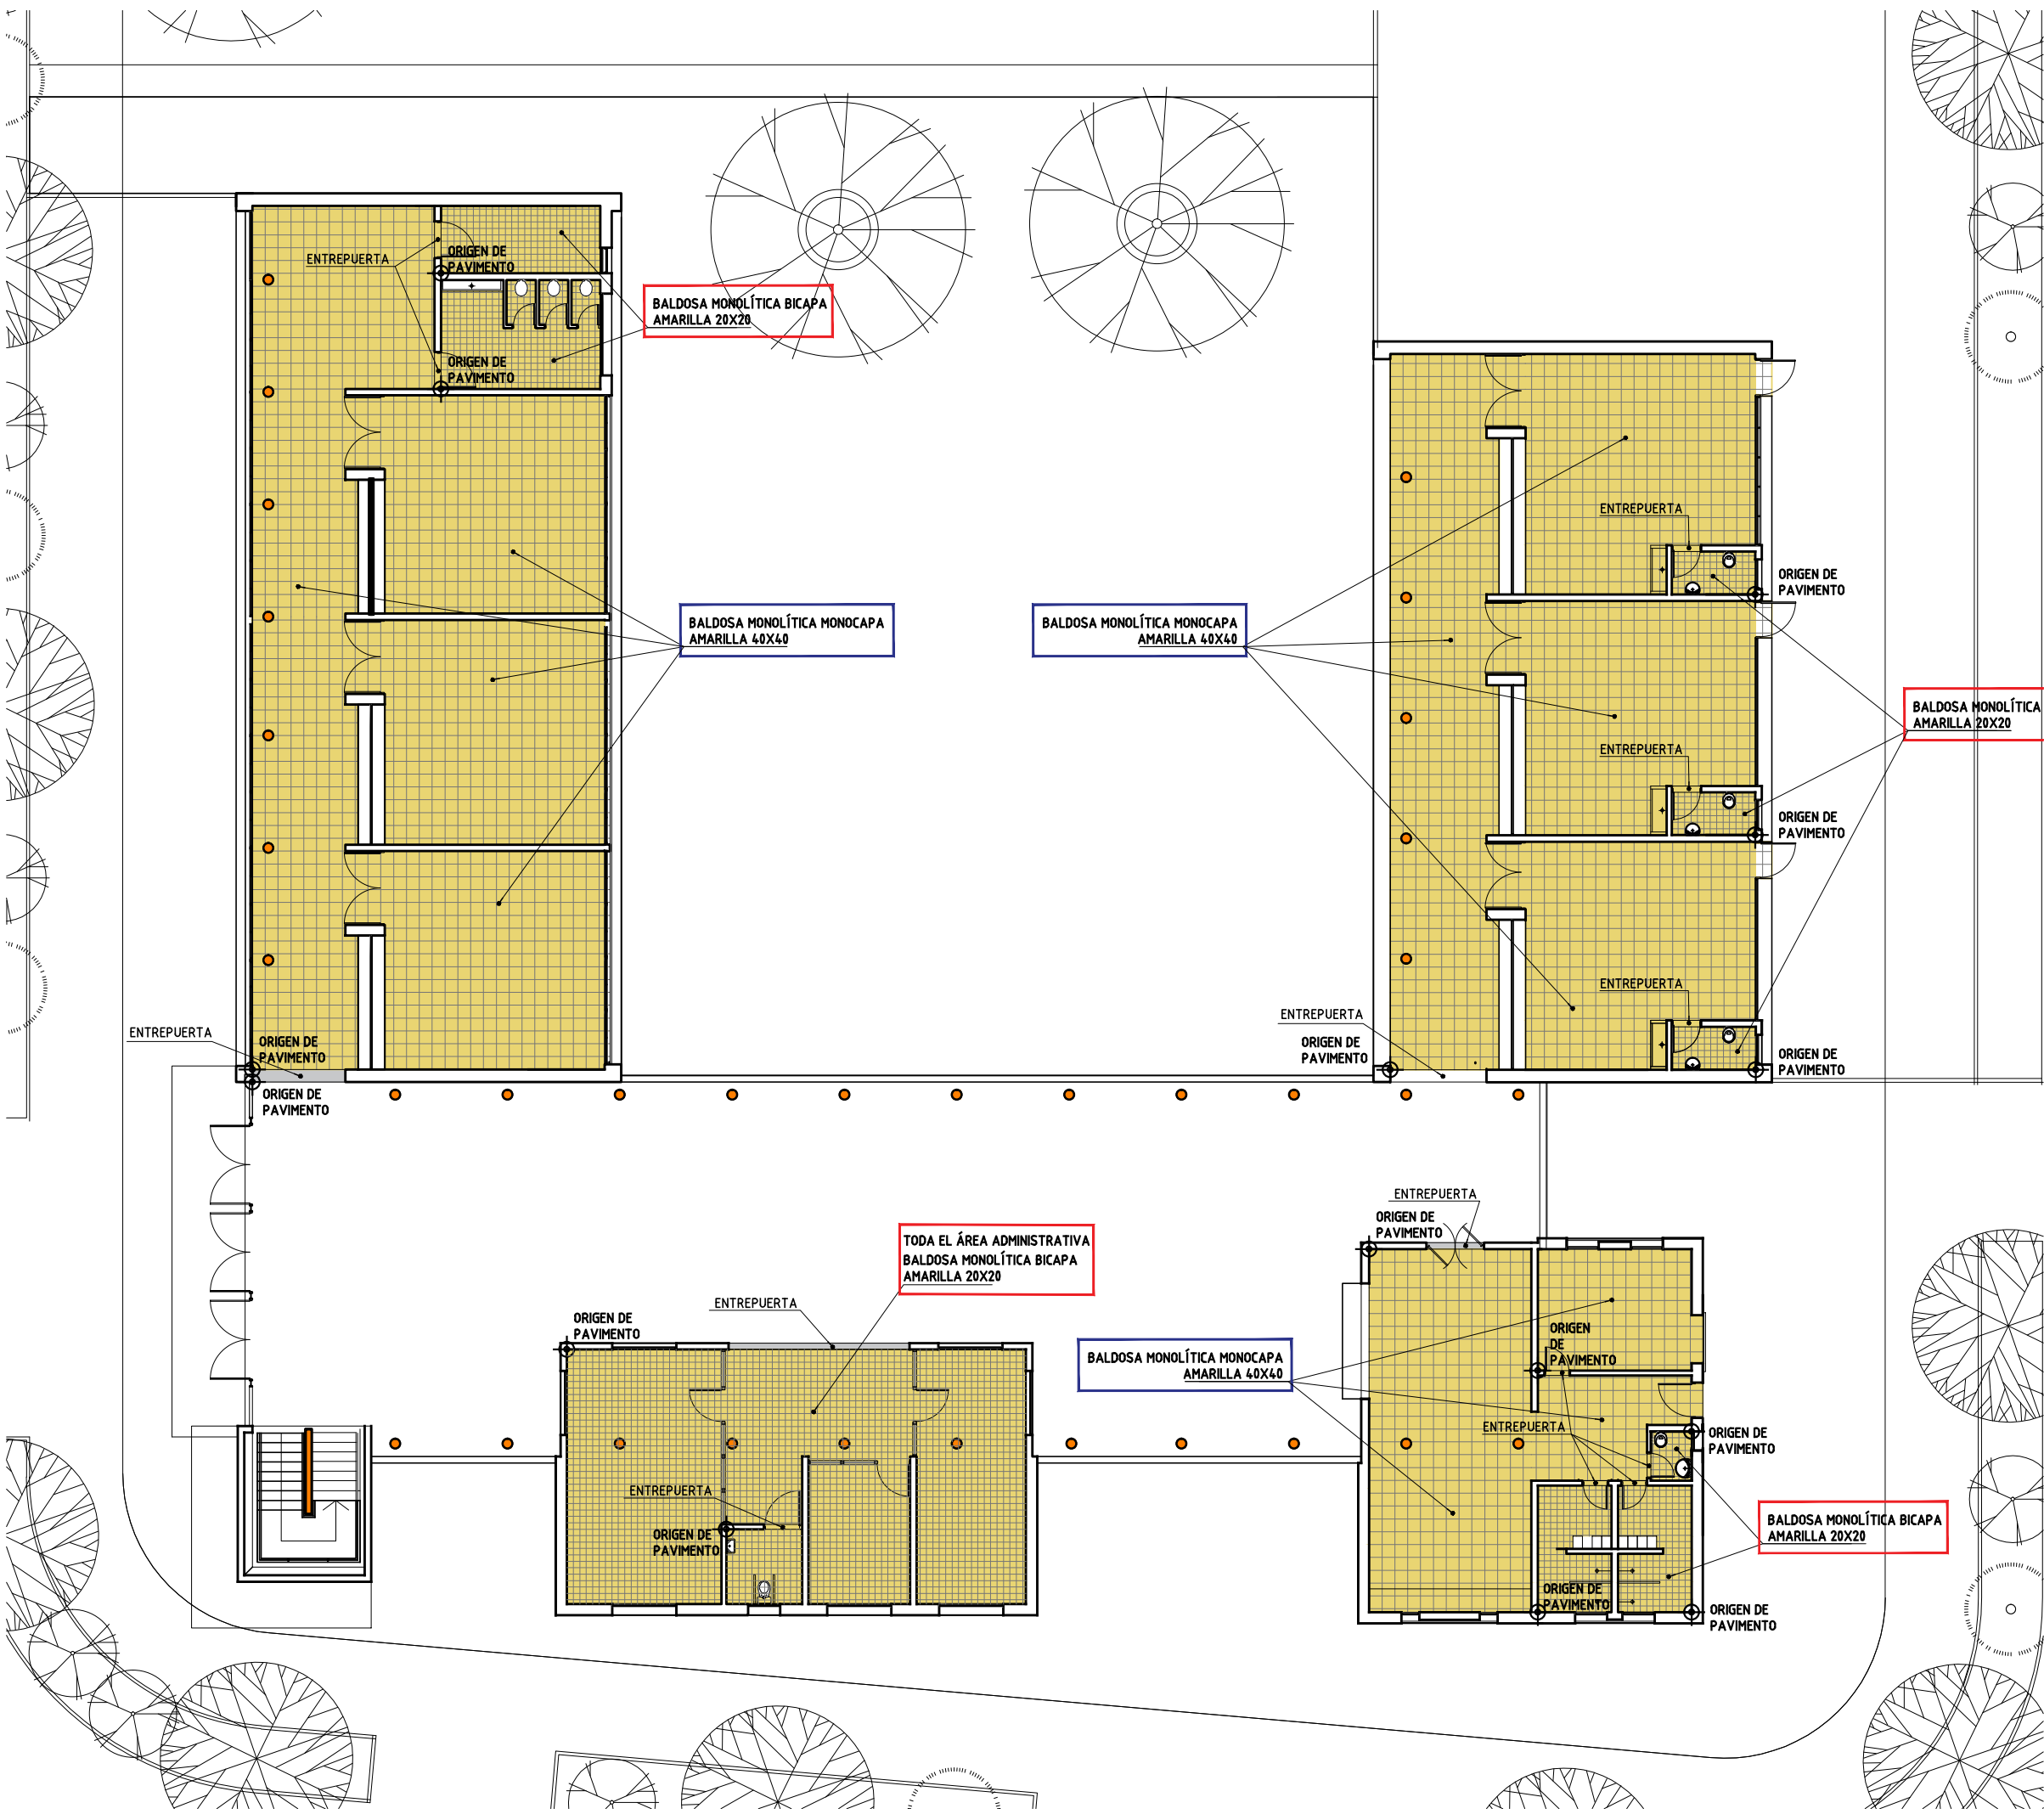 ENTREPUERTA
ORIGEN DE
PAVIMENTO
BALDOSA MONOLÍTICA BICAPA
AMARILLA 20X20
ORIGEN DE
PAVIMENTO
ENTREPUERTA
ORIGEN DE
PAVIMENTO
BALDOSA MONOLÍTICA MONOCAPA
AMARILLA 40X40
BALDOSA MONOLÍTICA MONOCAPA
AMARILLA 40X40
BALDOSA MONOLÍTICA
AMARILLA 20X20
ENTREPUERTA
ORIGEN DE
PAVIMENTO
ENTREPUERTA
ORIGEN DE
PAVIMENTO
ENTREPUERTA
ORIGEN DE
PAVIMENTO
ENTREPUERTA
ORIGEN DE
PAVIMENTO
ORIGEN DE
PAVIMENTO
ENTREPUERTA
ORIGEN DE
PAVIMENTO
ENTREPUERTA
ORIGEN DE
PAVIMENTO
TODA EL ÁREA ADMINISTRATIVA
BALDOSA MONOLÍTICA BICAPA
AMARILLA 20X20
ENTREPUERTA
ORIGEN DE
PAVIMENTO
ORIGEN
DE
PAVIMENTO
BALDOSA MONOLÍTICA MONOCAPA
AMARILLA 40X40
ENTREPUERTA
ORIGEN DE
PAVIMENTO
ENTREPUERTA
ORIGEN DE
PAVIMENTO
BALDOSA MONOLÍTICA BICAPA
AMARILLA 20X20
ORIGEN DE
PAVIMENTO
ORIGEN DE
PAVIMENTO